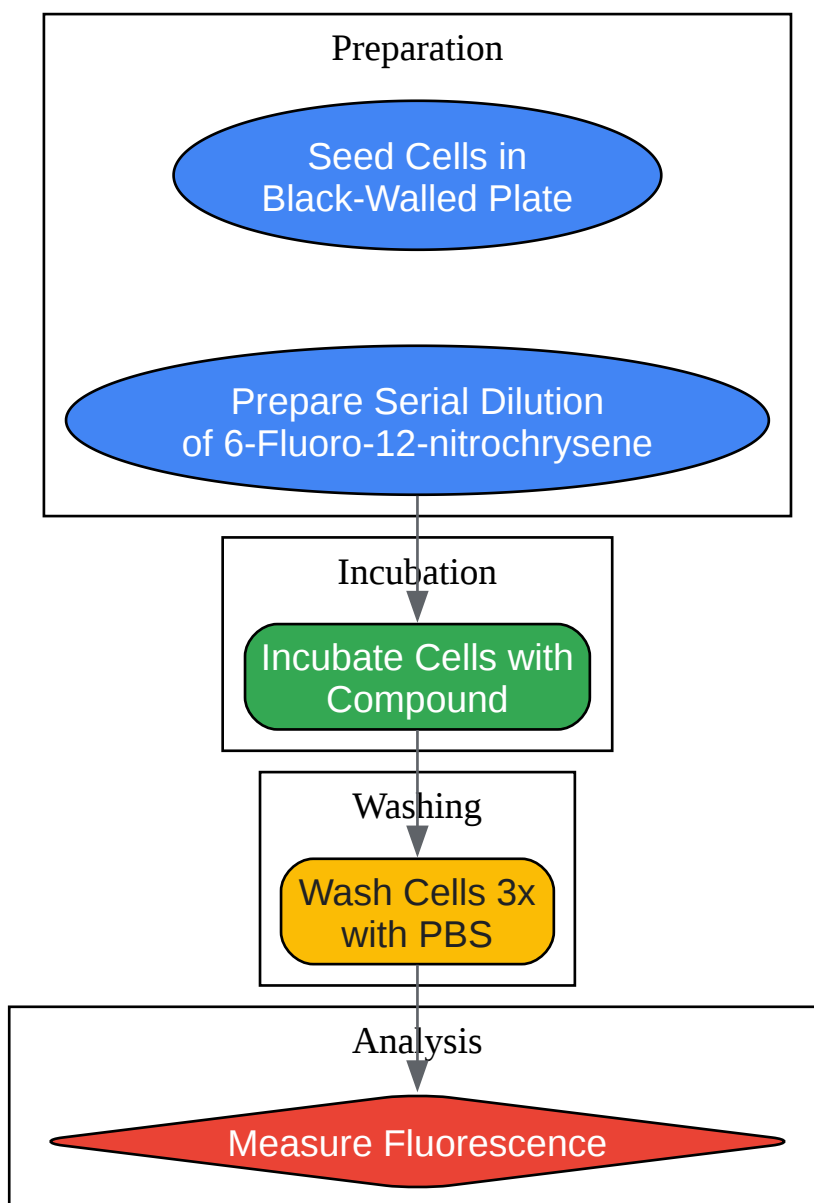 Preparation
Seed Cells in
Black-Walled Plate
Prepare Serial Dilution
of 6-Fluoro-12-nitrochrysene
Incubation
Incubate Cells with
Compound
Washing
Wash Cells 3x
with PBS
Analysis
Measure Fluorescence